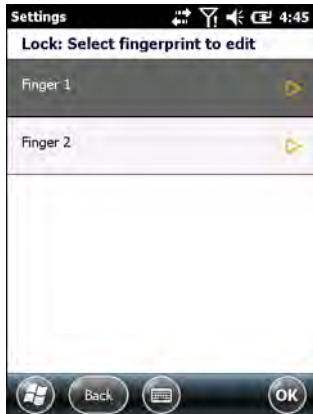 Settings 4:45
Lock: Select fingerprint to edit
Finger 1
Finger 2
Back OK